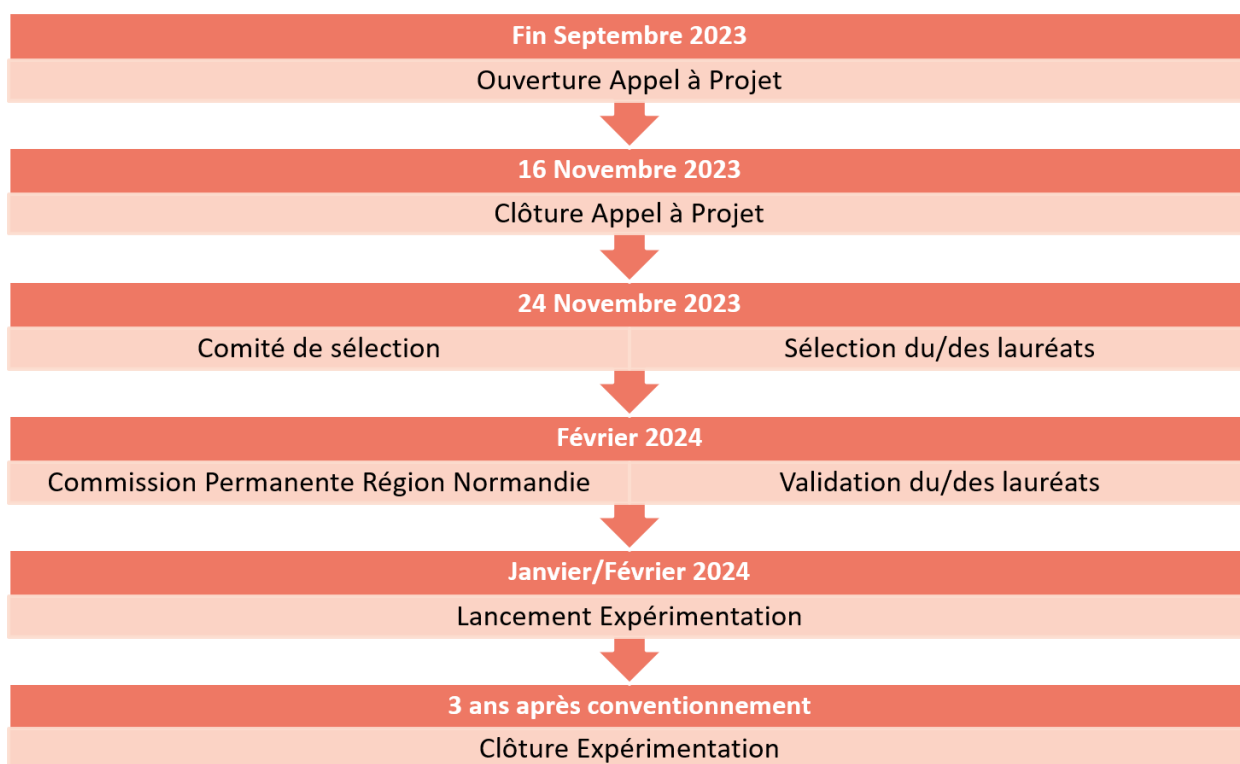 Fin Septembre 2023
Ouverture Appel à Projet
16 Novembre 2023
Clôture Appel à Projet
24 Novembre 2023
Comité de sélection
Sélection du/des lauréats
Février 2024
Commission Permanente Région Normandie
Validation du/des lauréats
Janvier/Février 2024
Lancement Expérimentation
3 ans après conventionnement
Clôture Expérimentation